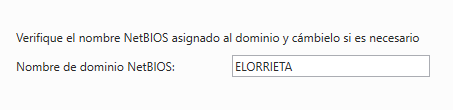 Verifique el nombre NetBIOS asignado al dominio y cámbielo si es necesario
Nombre de dominio NetBIOS: ELORRIETA